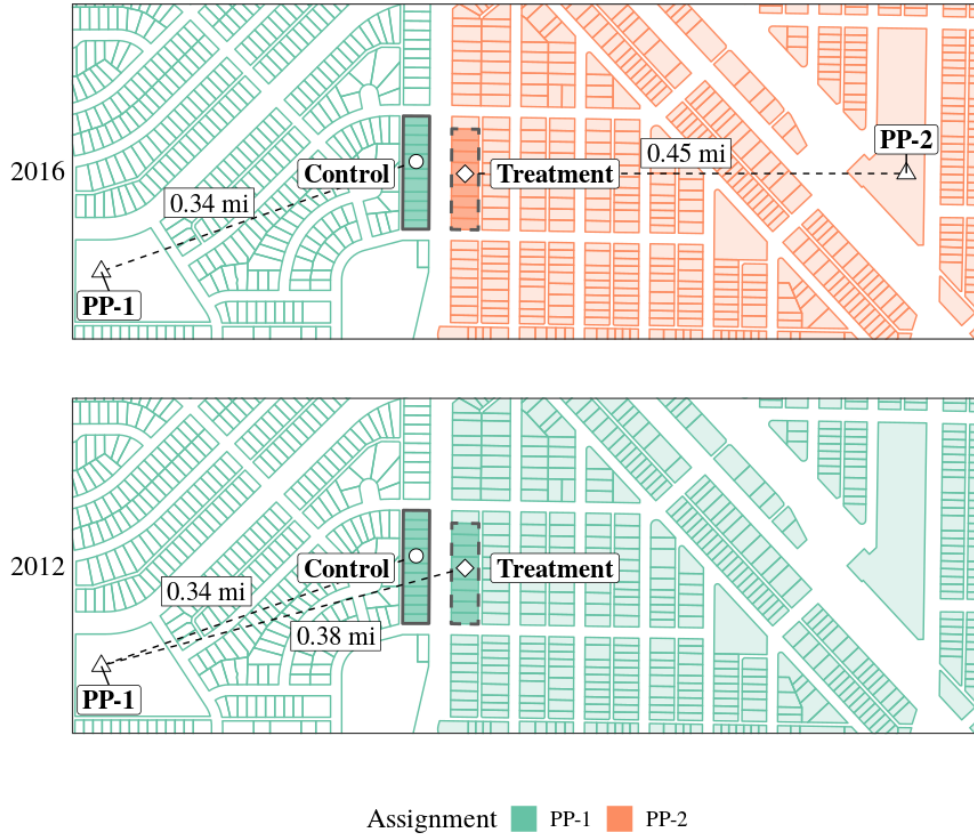 2016
PP-2
0.45 mi
Control
Treatment
0.34 mi
PP-1
2012
Control
Treatment
0.34 mi
0.38 mi
PP-1
Assignment PP-1 PP-2